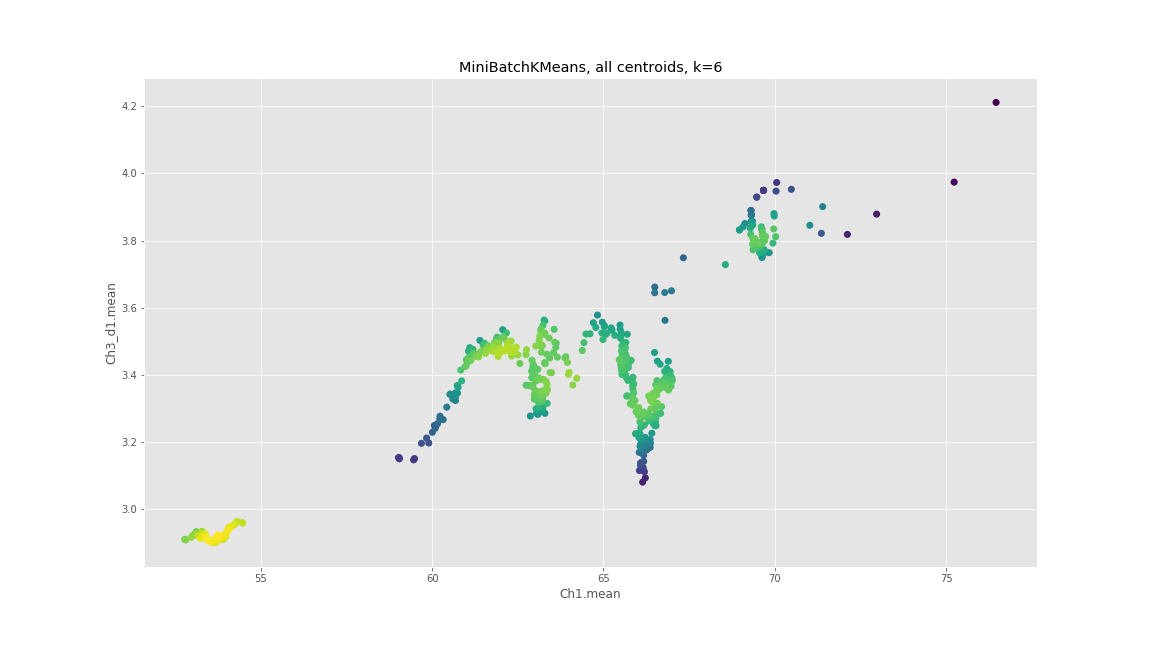 MiniBatchKMeans, all centroids, k=6
4.2
4.0
3.8
3.6
3.4
3.2
3.0
Ch3_d1.mean
55 60 65 70 75
Ch1.mean